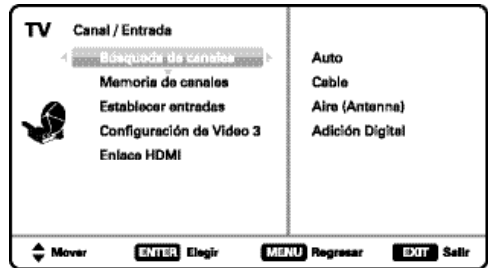 TV Canal / Entrada
Búsqueda de canales
Memoria de canales
Establecer entradas
Configuración de Video 3
Enlace HDMI
Auto
Cable
Aire (Antenna)
Adición Digital
Mover ENTER Elegir MENU Regresar EXIT Salir